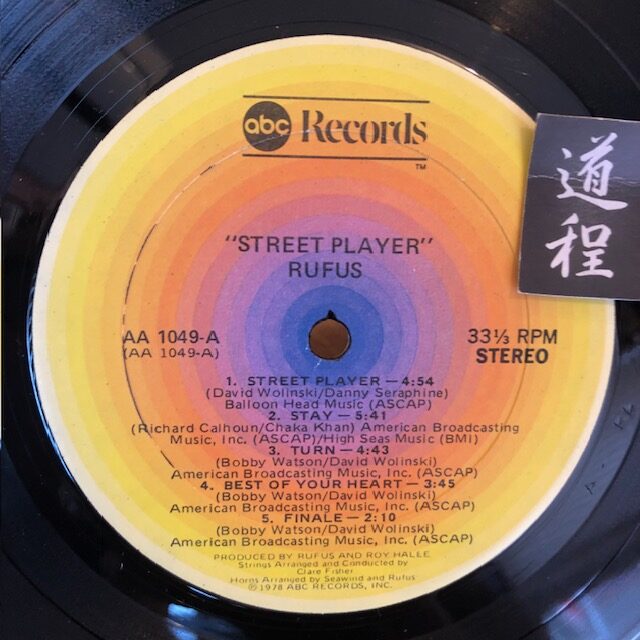 abc Records
TM
"STREET PLAYER"
RUFUS
AA 1049-A
(AA 1049-A)
33⅓ RPM
STEREO
1. STREET PLAYER — 4:54
(David Wolinski/Danny Seraphine)
Balloon Head Music (ASCAP)
2. STAY — 5:41
(Richard Calhoun/Chaka Khan) American Broadcasting
Music, Inc. (ASCAP)/High Seas Music (BMI)
3. TURN — 4:43
(Bobby Watson/David Wolinski)
American Broadcasting Music, Inc. (ASCAP)
4. BEST OF YOUR HEART — 3:45
(Bobby Watson/David Wolinski)
American Broadcasting Music, Inc. (ASCAP)
5. FINALE — 2:10
(Bobby Watson/David Wolinski)
American Broadcasting Music, Inc. (ASCAP)
PRODUCED BY RUFUS AND ROY HALLE
Strings Arranged and Conducted by
Clare Fisher
Horns Arranged by Seawind and Rufus
©1978 ABC RECORDS, INC.
道程